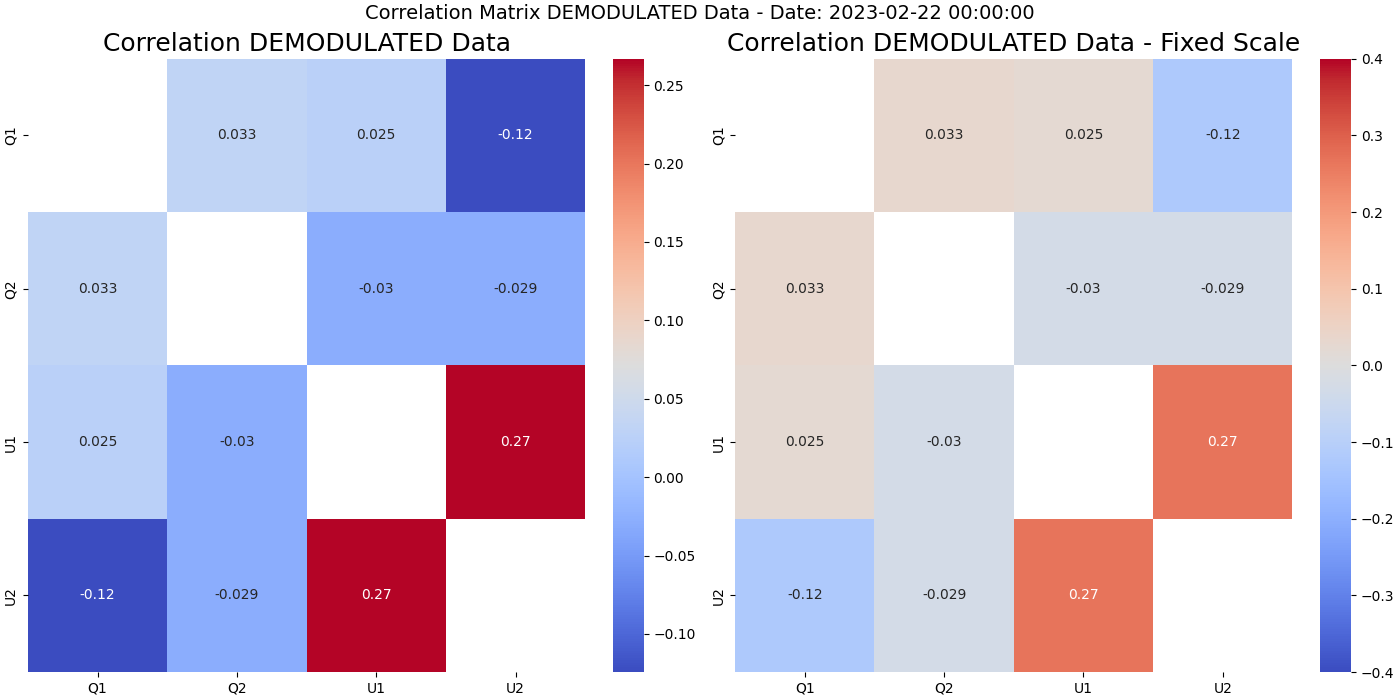 Correlation Matrix DEMODULATED Data - Date: 2023-02-22 00:00:00
Correlation DEMODULATED Data
Q1
0.033
0.025
-0.12
Q2
0.033
-0.03
-0.029
U1
0.025
-0.03
0.27
U2
-0.12
-0.029
0.27
Q1
Q2
U1
U2
0.25
0.20
0.15
0.10
0.05
0.00
−0.05
−0.10
Correlation DEMODULATED Data - Fixed Scale
Q1
0.033
0.025
-0.12
Q2
0.033
-0.03
-0.029
U1
0.025
-0.03
0.27
U2
-0.12
-0.029
0.27
Q1
Q2
U1
U2
0.4
0.3
0.2
0.1
0.0
−0.1
−0.2
−0.3
−0.4